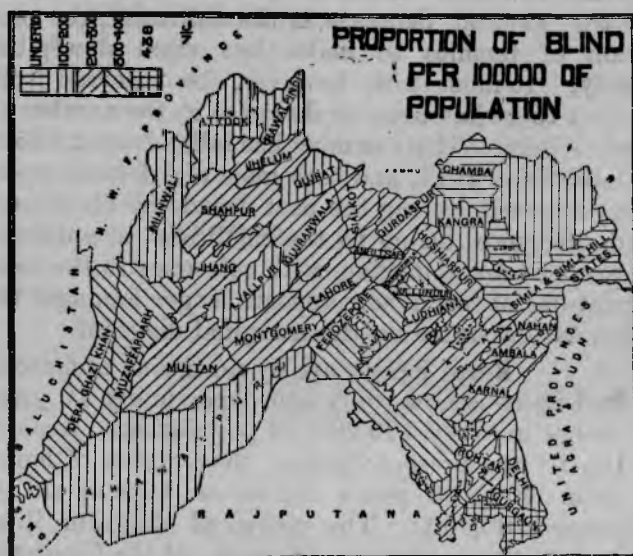 PROPORTION OF BLIND
PER 100000 OF
POPULATION
UNDER 100
100-200
200-300
300-400
438
N.W.F. PROVINCE
ATTOCK
RAWALPINDI
JHELUM
GUJRAT
MIANWALI
SHAHPUR
GUJRANWALA
SIALKOT
GURDASPUR
CHAMBA
KANGRA
HOSHIARPUR
AMRITSAR
JHANG
LYALLPUR
LAHORE
JULLUNDUR
LUDHIANA
FEROZEPORE
SIMLA & SIMLA HILL
STATES
NAHAN
AMBALA
KARNAL
MONTGOMERY
MULTAN
MUZAFFARGARH
DERA GHAZI KHAN
BALUCHISTAN
ROHTAK
DELHI
GURGAON
UNITED PROVINCES
AGRA & OUDH
RAJPUTANA